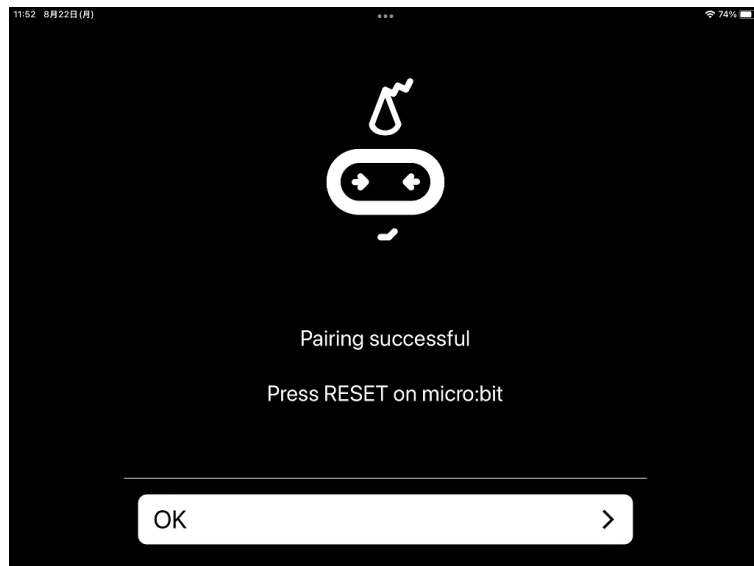 11:52 8月22日(月)
74%
Pairing successful
Press RESET on micro:bit
OK